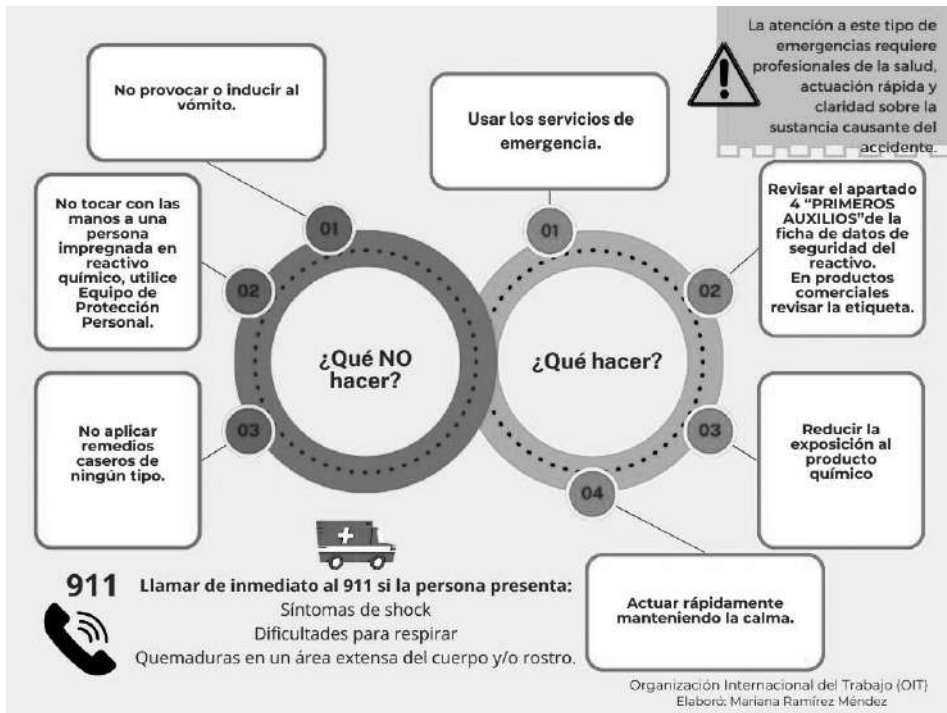 La atención a este tipo de
emergencias requiere
profesionales de la salud,
actuación rápida y
claridad sobre la
sustancia causante del
accidente.
No provocar o inducir al
vómito.
No tocar con las
manos a una
persona
impregnada en
reactivo
químico, utilice
Equipo de
Protección
Personal.
No aplicar
remedios
caseros de
ningún tipo.
01
02
03
¿Qué NO
hacer?
Usar los servicios de
emergencia.
Revisar el apartado
4 “PRIMEROS
AUXILIOS”de la
ficha de datos de
seguridad del
reactivo.
En productos
comerciales
revisar la etiqueta.
Reducir la
exposición al
producto
químico
Actuar rápidamente
manteniendo la calma.
01
02
03
04
¿Qué hacer?
911
Llamar de inmediato al 911 si la persona presenta:
Síntomas de shock
Dificultades para respirar
Quemaduras en un área extensa del cuerpo y/o rostro.
Organización Internacional del Trabajo (OIT)
Elaboró: Mariana Ramírez Méndez